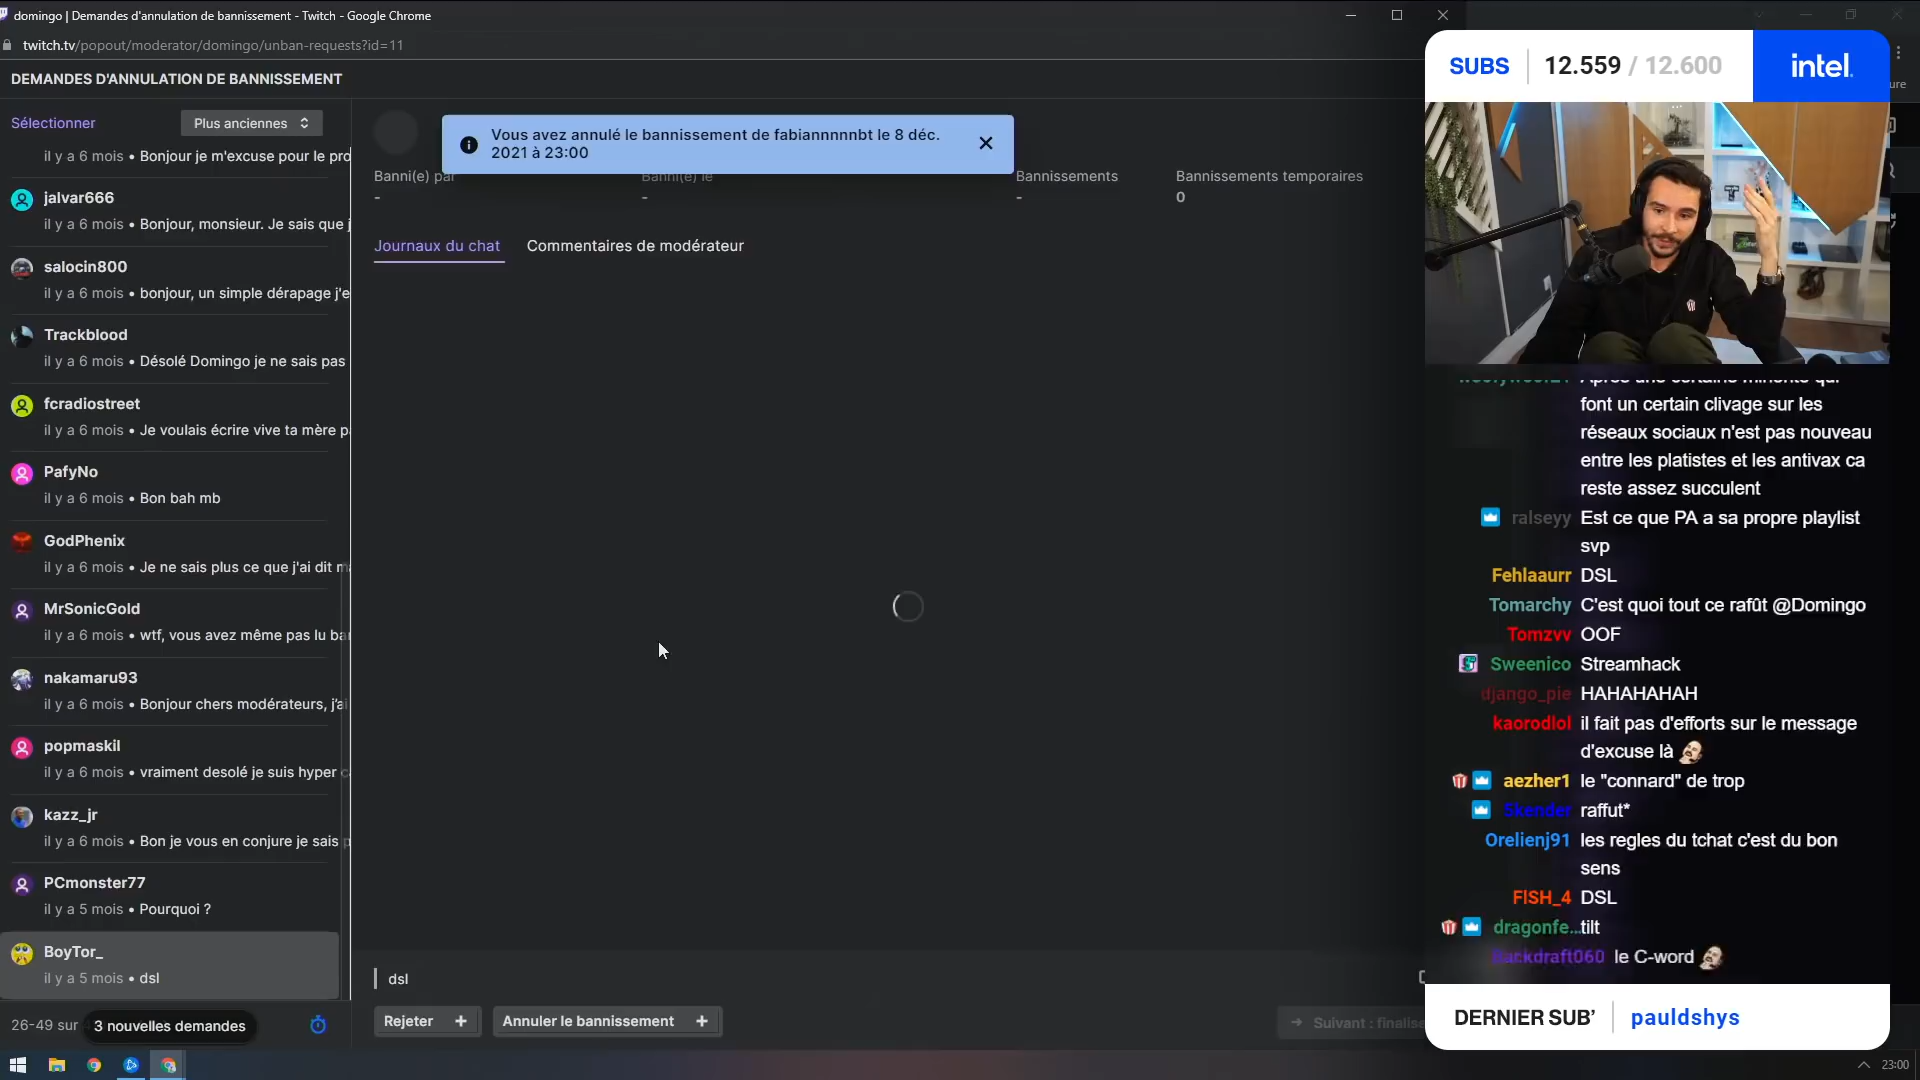 domingo | Demandes d'annulation de bannissement - Twitch - Google Chrome
twitch.tv/popout/moderator/domingo/unban-requests?id=11
DEMANDES D'ANNULATION DE BANNISSEMENT
Sélectionner
Plus anciennes
il y a 6 mois • Bonjour je m'excuse pour le pro
jalvar666
il y a 6 mois • Bonjour, monsieur. Je sais que j
salocin800
il y a 6 mois • bonjour, un simple dérapage j'e
Trackblood
il y a 6 mois • Désolé Domingo je ne sais pas
fcradiostreet
il y a 6 mois • Je voulais écrire vive ta mère p
PafyNo
il y a 6 mois • Bon bah mb
GodPhenix
il y a 6 mois • Je ne sais plus ce que j'ai dit m
MrSonicGold
il y a 6 mois • wtf, vous avez même pas lu ba
nakamaru93
il y a 6 mois • Bonjour chers modérateurs, j'ai
popmaskil
il y a 6 mois • vraiment desolé je suis hyper c
kazz_jr
il y a 6 mois • Bon je vous en conjure je sais p
PCmonster77
il y a 5 mois • Pourquoi ?
BoyTor_
il y a 5 mois • dsl
26-49 sur
3 nouvelles demandes
Vous avez annulé le bannissement de fabiannnnnbt le 8 déc.
2021 à 23:00
Banni(e) par
-
Banni(e) le
-
Bannissements
-
Bannissements temporaires
0
Journaux du chat
Commentaires de modérateur
dsl
Rejeter +
Annuler le bannissement +
Suivant : finalise
SUBS
12.559 / 12.600
intel.
ure
font un certain clivage sur les
réseaux sociaux n'est pas nouveau
entre les platistes et les antivax ca
reste assez succulent
ralseyy Est ce que PA a sa propre playlist
svp
Fehlaaurr DSL
Tomarchy C'est quoi tout ce rafût @Domingo
Tomzvv OOF
Sweenico Streamhack
django_pie HAHAHAHAH
kaorodlol il fait pas d'efforts sur le message
d'excuse là
aezher1 le "connard" de trop
Skender raffut*
Orelienj91 les regles du tchat c'est du bon
sens
FISH_4 DSL
dragonfe...tilt
Backdraft060 le C-word
DERNIER SUB'
pauldshys
23:00